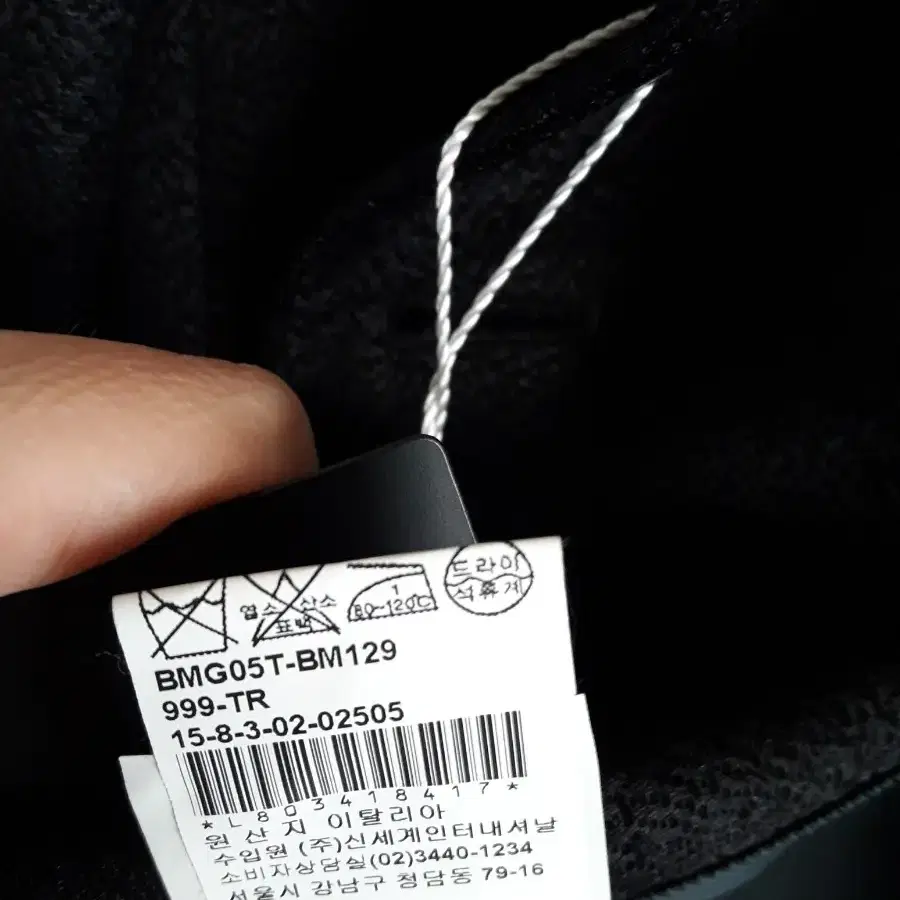 염소 산소
표백
1
80~120℃
드라이
석유계
BMG05T-BM129
999-TR
15-8-3-02-02505
*L803418417*
원산지 이탈리아
수입원 (주)신세계인터내셔날
소비자상담실(02)3440-1234
서울시 강남구 청담동 79-16